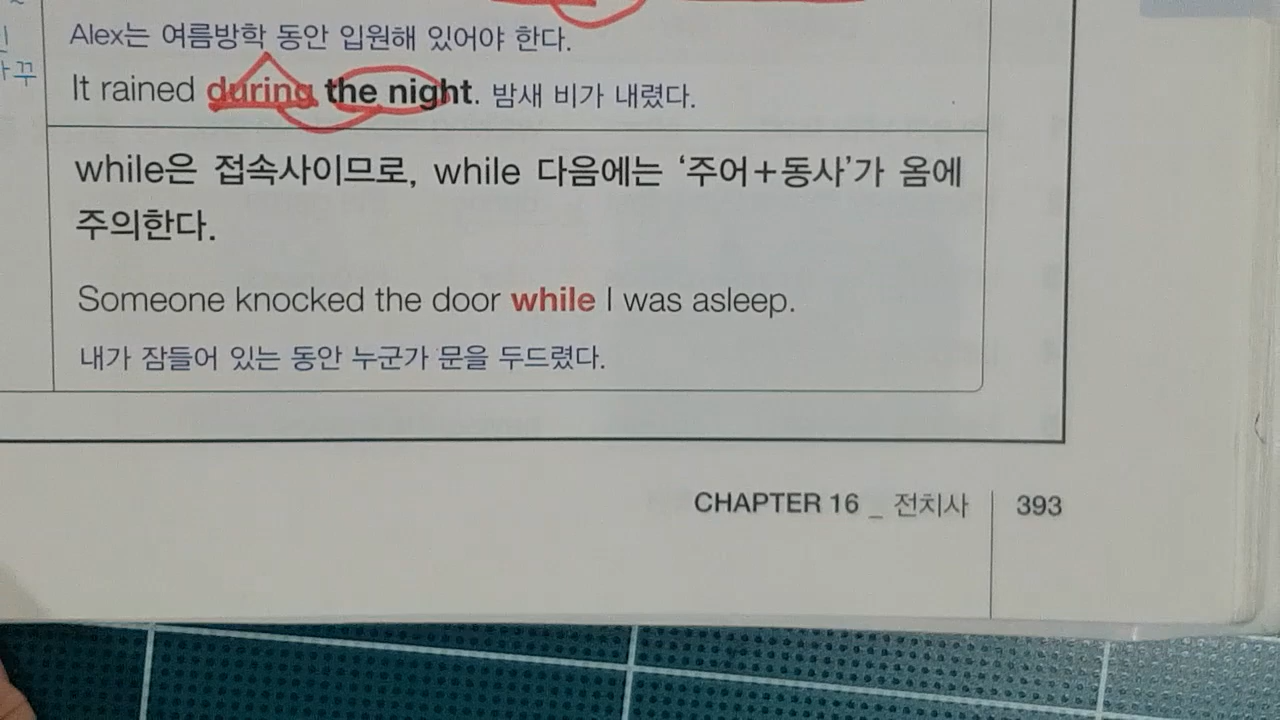 Alex는 여름방학 동안 입원해 있어야 한다.
꾸
It rained during the night. 밤새 비가 내렸다.
while은 접속사이므로, while 다음에는 ‘주어+동사’가 옴에
주의한다.
Someone knocked the door while I was asleep.
내가 잠들어 있는 동안 누군가 문을 두드렸다.
CHAPTER 16 _ 전치사 393